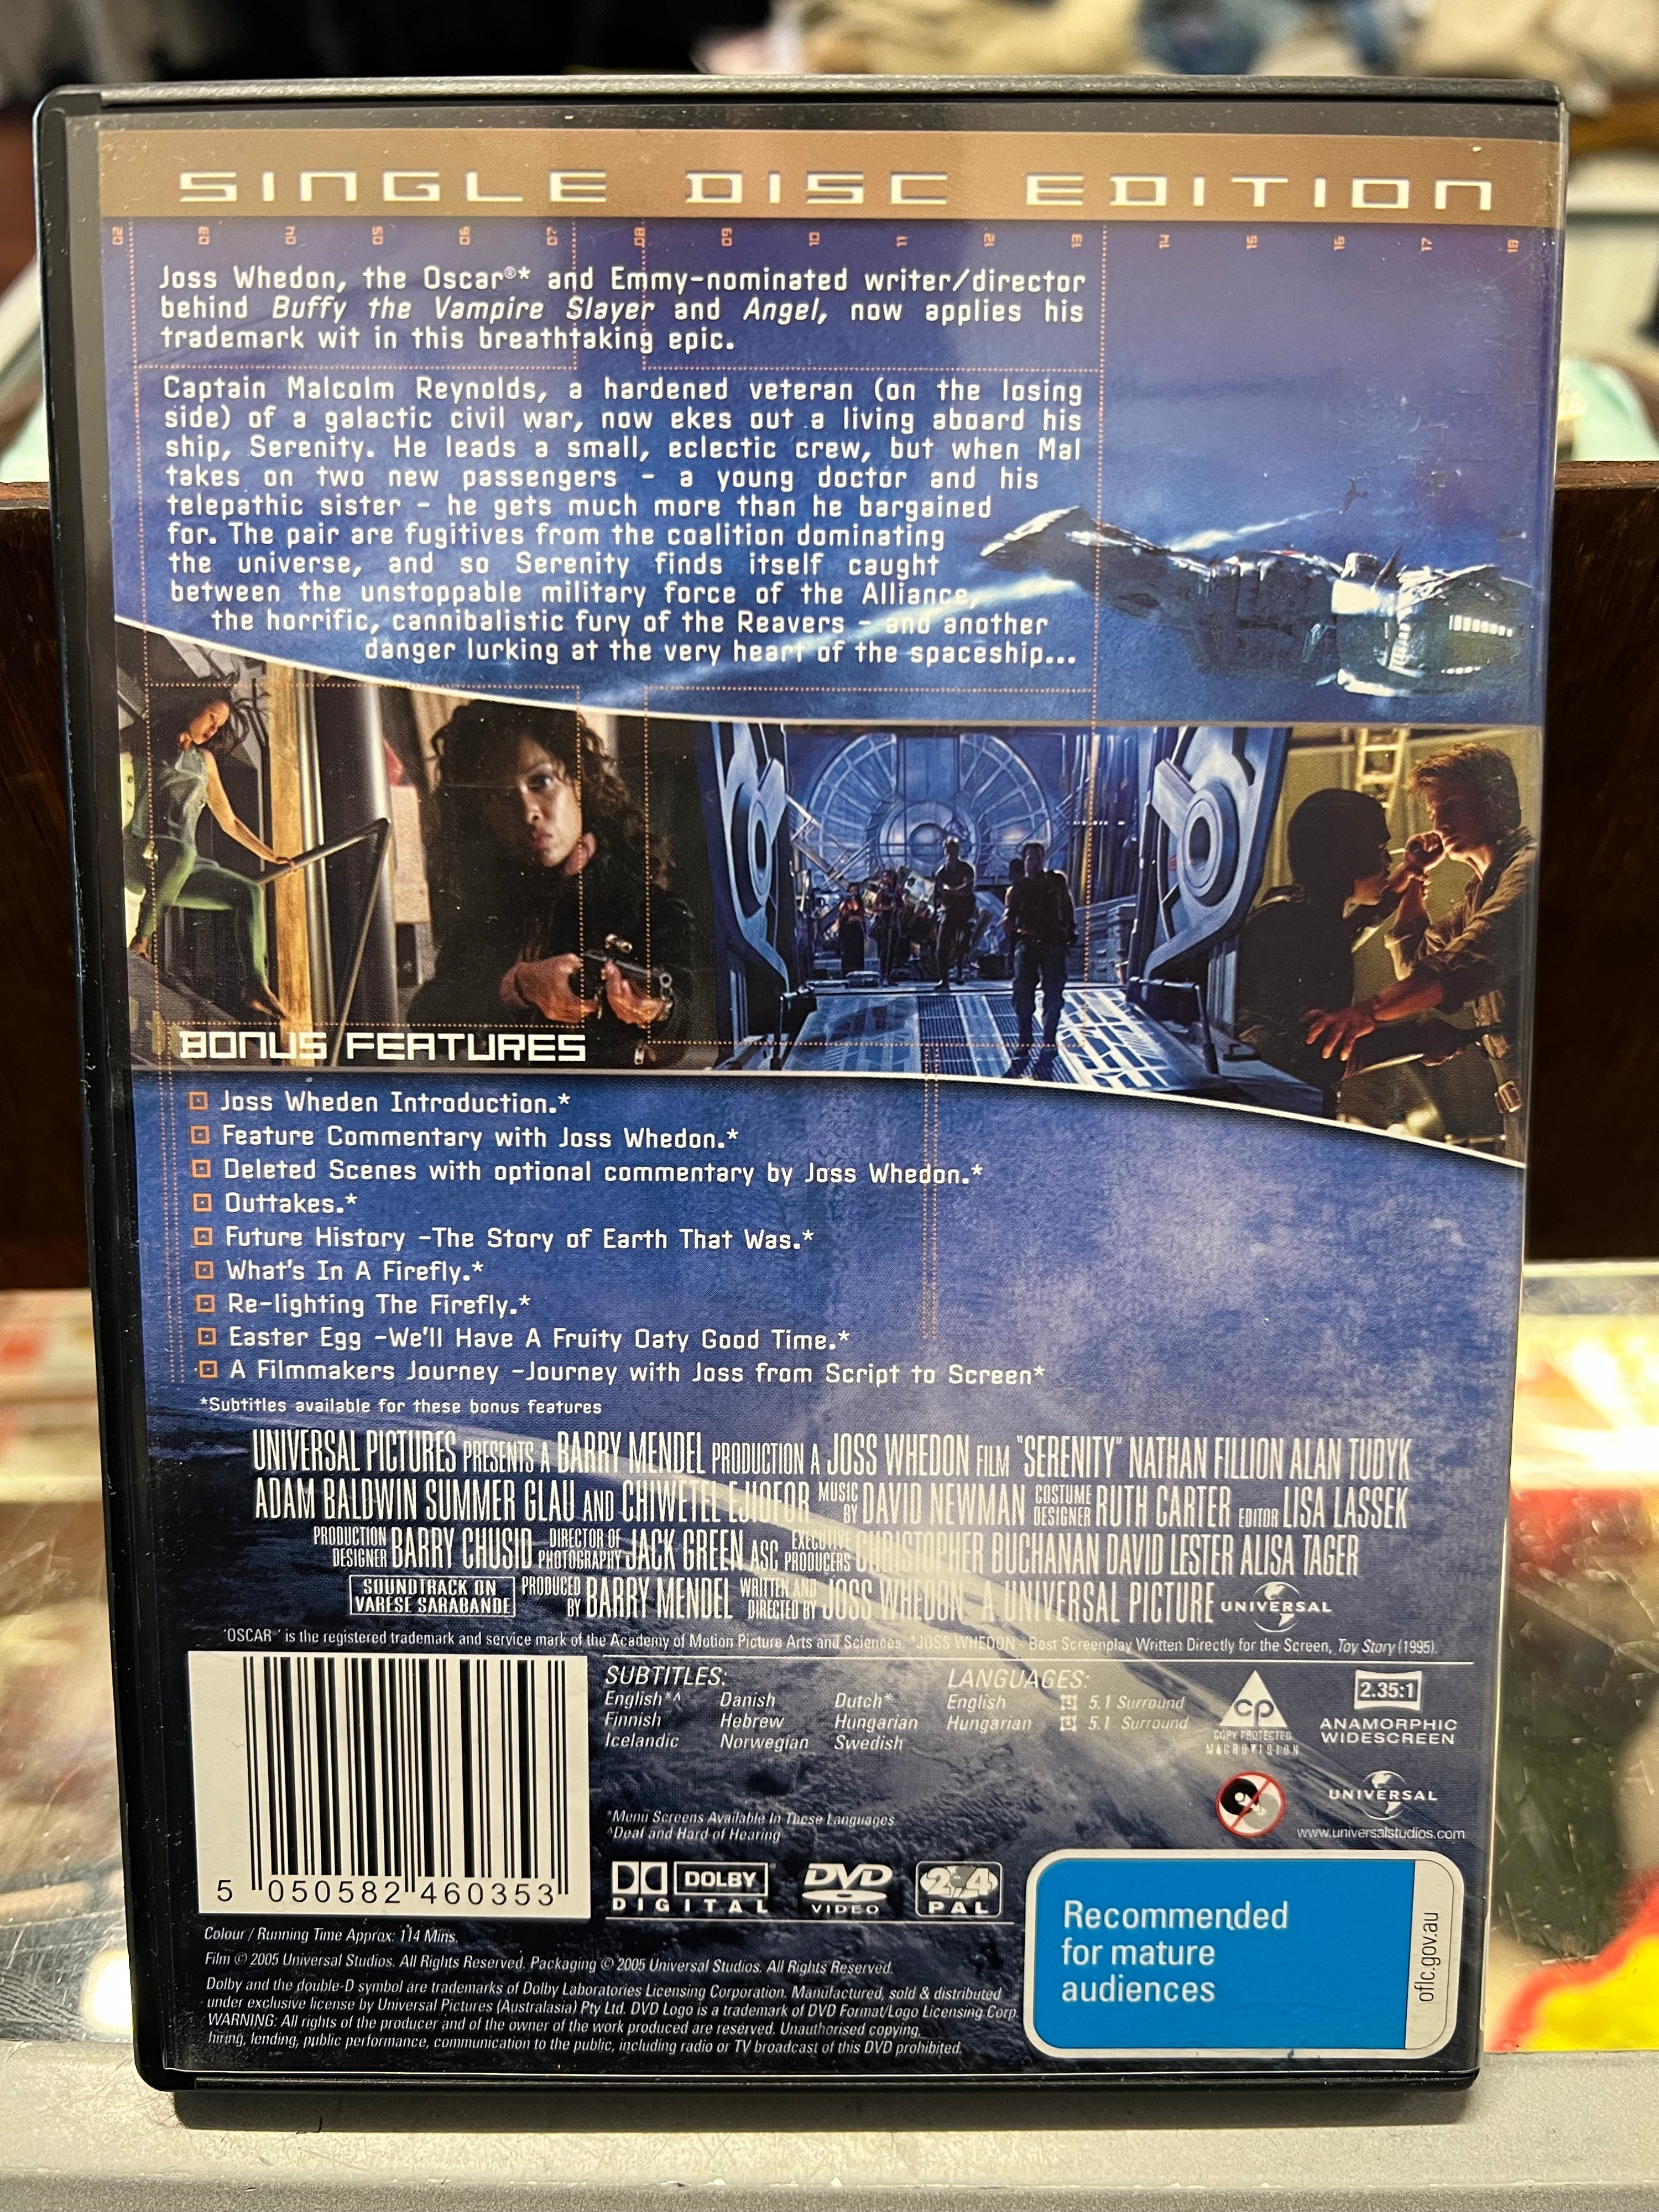 SINGLE DISC EDITION
02 03 04 05 06 07 08 09 10 11 12 13 14 15 16 17 18
Joss Whedon, the Oscar®* and Emmy-nominated writer/director
behind Buffy the Vampire Slayer and Angel, now applies his
trademark wit in this breathtaking epic.
Captain Malcolm Reynolds, a hardened veteran (on the losing
side) of a galactic civil war, now ekes out a living aboard his
ship, Serenity. He leads a small, eclectic crew, but when Mal
takes on two new passengers - a young doctor and his
telepathic sister - he gets much more than he bargained
for. The pair are fugitives from the coalition dominating
the universe, and so Serenity finds itself caught
between the unstoppable military force of the Alliance,
the horrific, cannibalistic fury of the Reavers - and another
danger lurking at the very heart of the spaceship...
BONUS FEATURES
Joss Wheden Introduction.*
Feature Commentary with Joss Whedon.*
Deleted Scenes with optional commentary by Joss Whedon.*
Outtakes.*
Future History -The Story of Earth That Was.*
What's In A Firefly.*
Re-lighting The Firefly.*
Easter Egg -We'll Have A Fruity Oaty Good Time.*
A Filmmakers Journey -Journey with Joss from Script to Screen*
*Subtitles available for these bonus features
UNIVERSAL PICTURES PRESENTS A BARRY MENDEL PRODUCTION A JOSS WHEDON FILM "SERENITY" NATHAN FILLION ALAN TUDYK
ADAM BALDWIN SUMMER GLAU AND CHIWETEL EJIOFOR MUSIC BY DAVID NEWMAN COSTUME DESIGNER RUTH CARTER EDITOR LISA LASSEK
PRODUCTION DESIGNER BARRY CHUSID DIRECTOR OF PHOTOGRAPHY JACK GREEN ASC EXECUTIVE PRODUCERS CHRISTOPHER BUCHANAN DAVID LESTER ALISA TAGER
SOUNDTRACK ON VARESE SARABANDE PRODUCED BY BARRY MENDEL WRITTEN AND DIRECTED BY JOSS WHEDON A UNIVERSAL PICTURE UNIVERSAL
"OSCAR" is the registered trademark and service mark of the Academy of Motion Picture Arts and Sciences. *JOSS WHEDON - Best Screenplay Written Directly for the Screen, Toy Story (1995).
SUBTITLES:
English*^ Danish Dutch*
Finnish Hebrew Hungarian
Icelandic Norwegian Swedish
LANGUAGES:
English 5.1 Surround
Hungarian 5.1 Surround
*Menu Screens Available In These Languages
^Deaf and Hard of Hearing
CP
COPY PROTECTED
MACROVISION
2.35:1
ANAMORPHIC
WIDESCREEN
UNIVERSAL
www.universalstudios.com
5 050582 460353
DOLBY
DIGITAL
DVD
VIDEO
2 4
PAL
Recommended
for mature
audiences
oflc.gov.au
Colour / Running Time Approx: 114 Mins.
Film © 2005 Universal Studios. All Rights Reserved. Packaging © 2005 Universal Studios. All Rights Reserved.
Dolby and the double-D symbol are trademarks of Dolby Laboratories Licensing Corporation. Manufactured, sold & distributed
under exclusive license by Universal Pictures (Australasia) Pty Ltd. DVD Logo is a trademark of DVD Format/Logo Licensing Corp.
WARNING: All rights of the producer and of the owner of the work produced are reserved. Unauthorised copying,
hiring, lending, public performance, communication to the public, including radio or TV broadcast of this DVD prohibited.